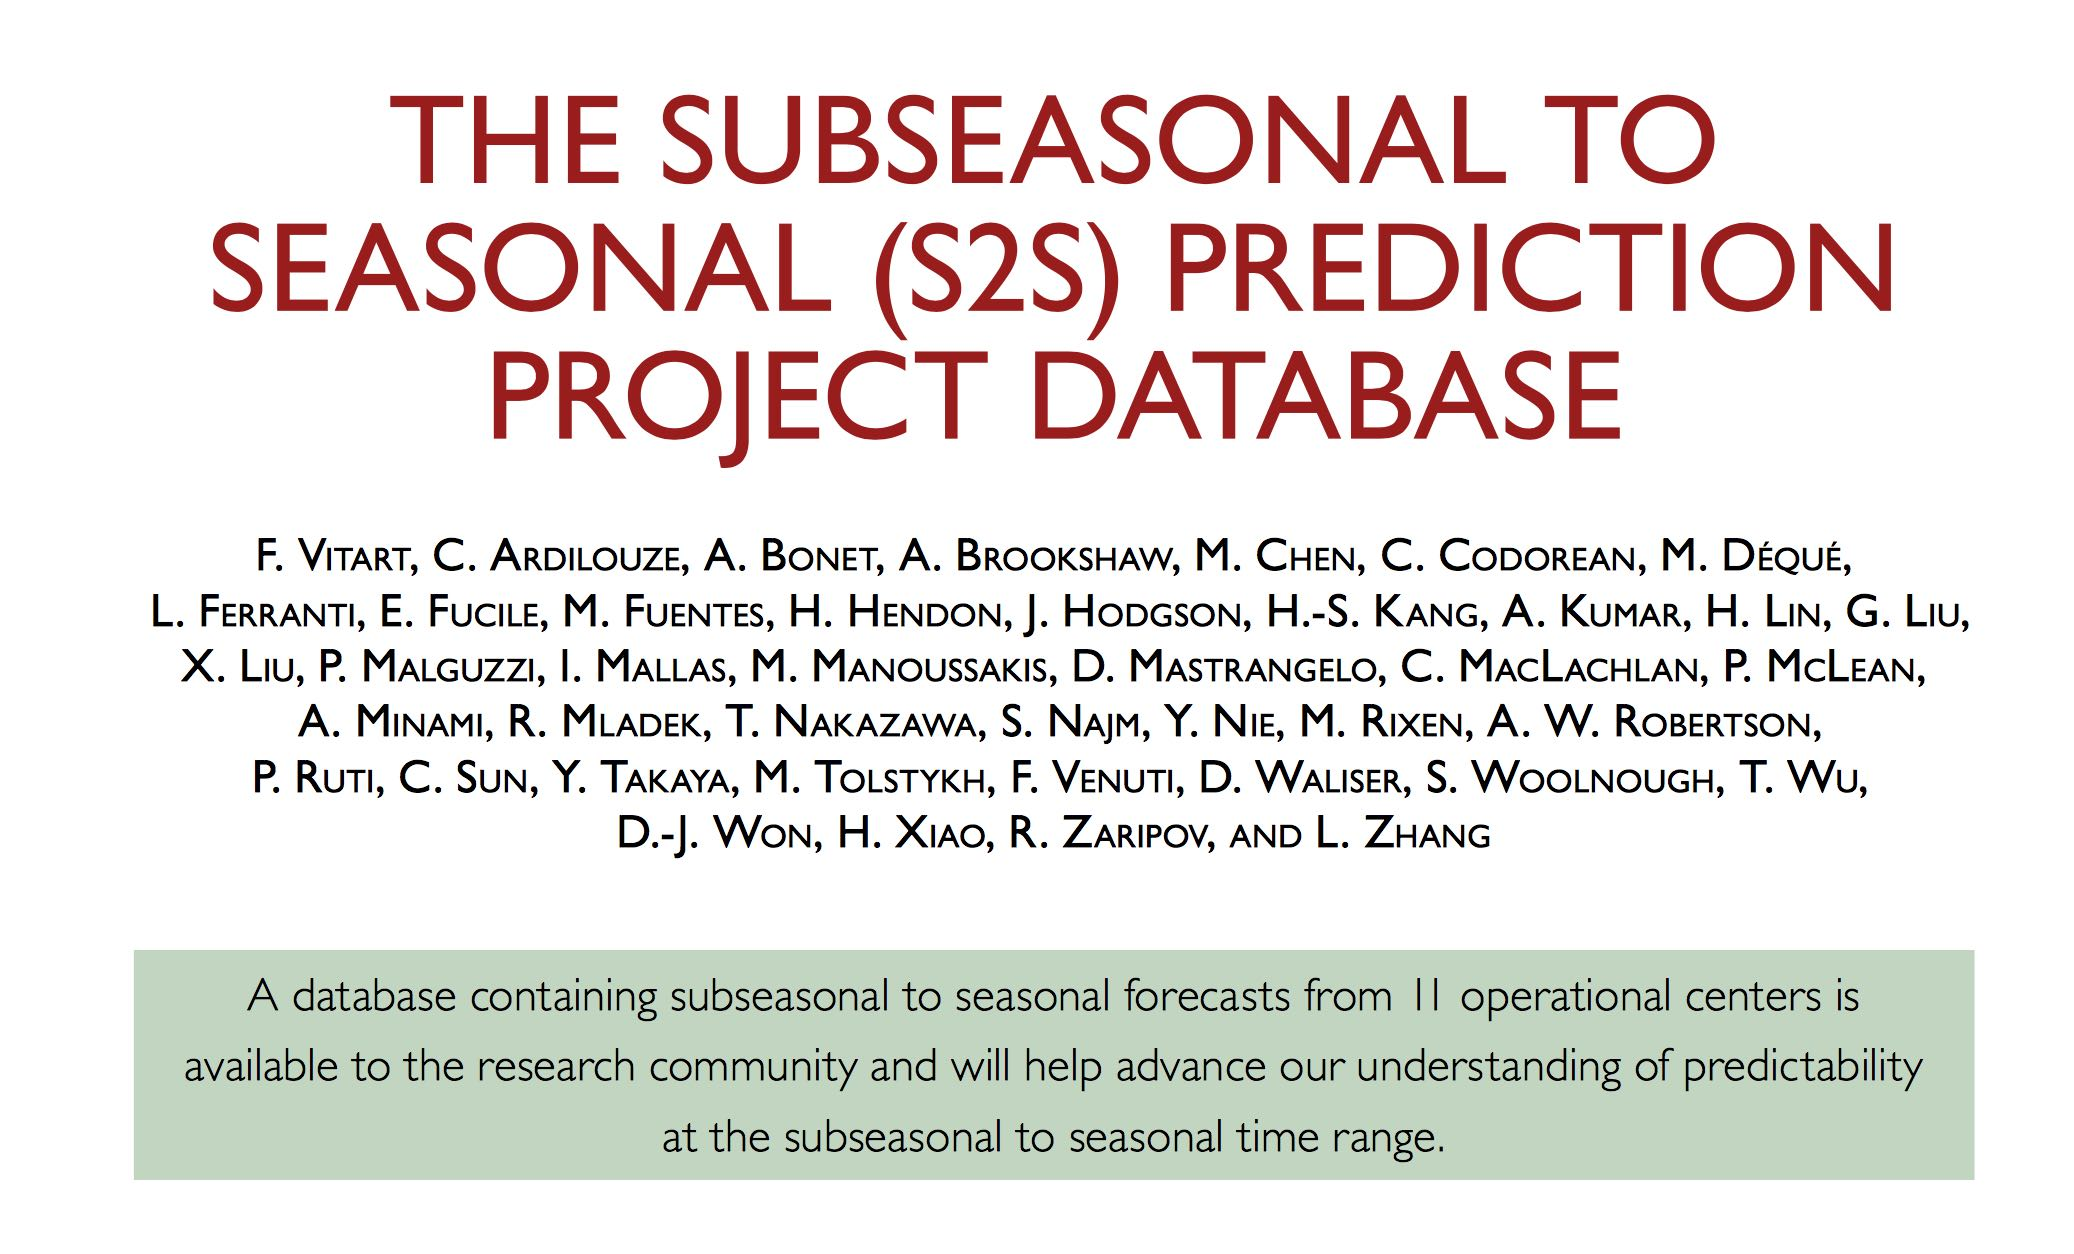 THE SUBSEASONAL TO
SEASONAL (S2S) PREDICTION
PROJECT DATABASE
F. Vitart, C. Ardilouze, A. Bonet, A. Brookshaw, M. Chen, C. Codorean, M. Déqué,
L. Ferranti, E. Fucile, M. Fuentes, H. Hendon, J. Hodgson, H.-S. Kang, A. Kumar, H. Lin, G. Liu,
X. Liu, P. Malguzzi, I. Mallas, M. Manoussakis, D. Mastrangelo, C. MacLachlan, P. McLean,
A. Minami, R. Mladek, T. Nakazawa, S. Najm, Y. Nie, M. Rixen, A. W. Robertson,
P. Ruti, C. Sun, Y. Takaya, M. Tolstykh, F. Venuti, D. Waliser, S. Woolnough, T. Wu,
D.-J. Won, H. Xiao, R. Zaripov, and L. Zhang
A database containing subseasonal to seasonal forecasts from 11 operational centers is
available to the research community and will help advance our understanding of predictability
at the subseasonal to seasonal time range.